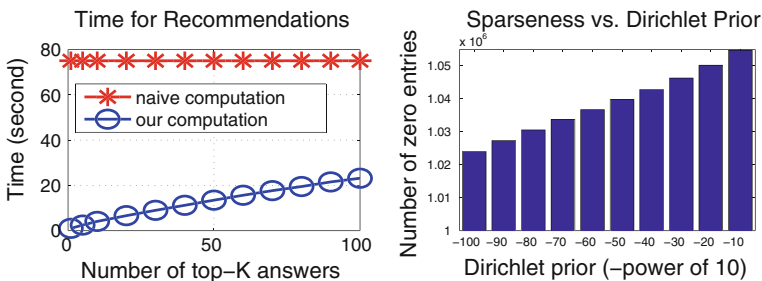 Time for Recommendations
80
60
40
20
0
Time (second)
naive computation
our computation
0
50
100
Number of top-K answers
Sparseness vs. Dirichlet Prior
x 10^6
1.05
1.04
1.03
1.02
1
Number of zero entries
-100 -90 -80 -70 -60 -50 -40 -30 -20 -10
Dirichlet prior (-power of 10)